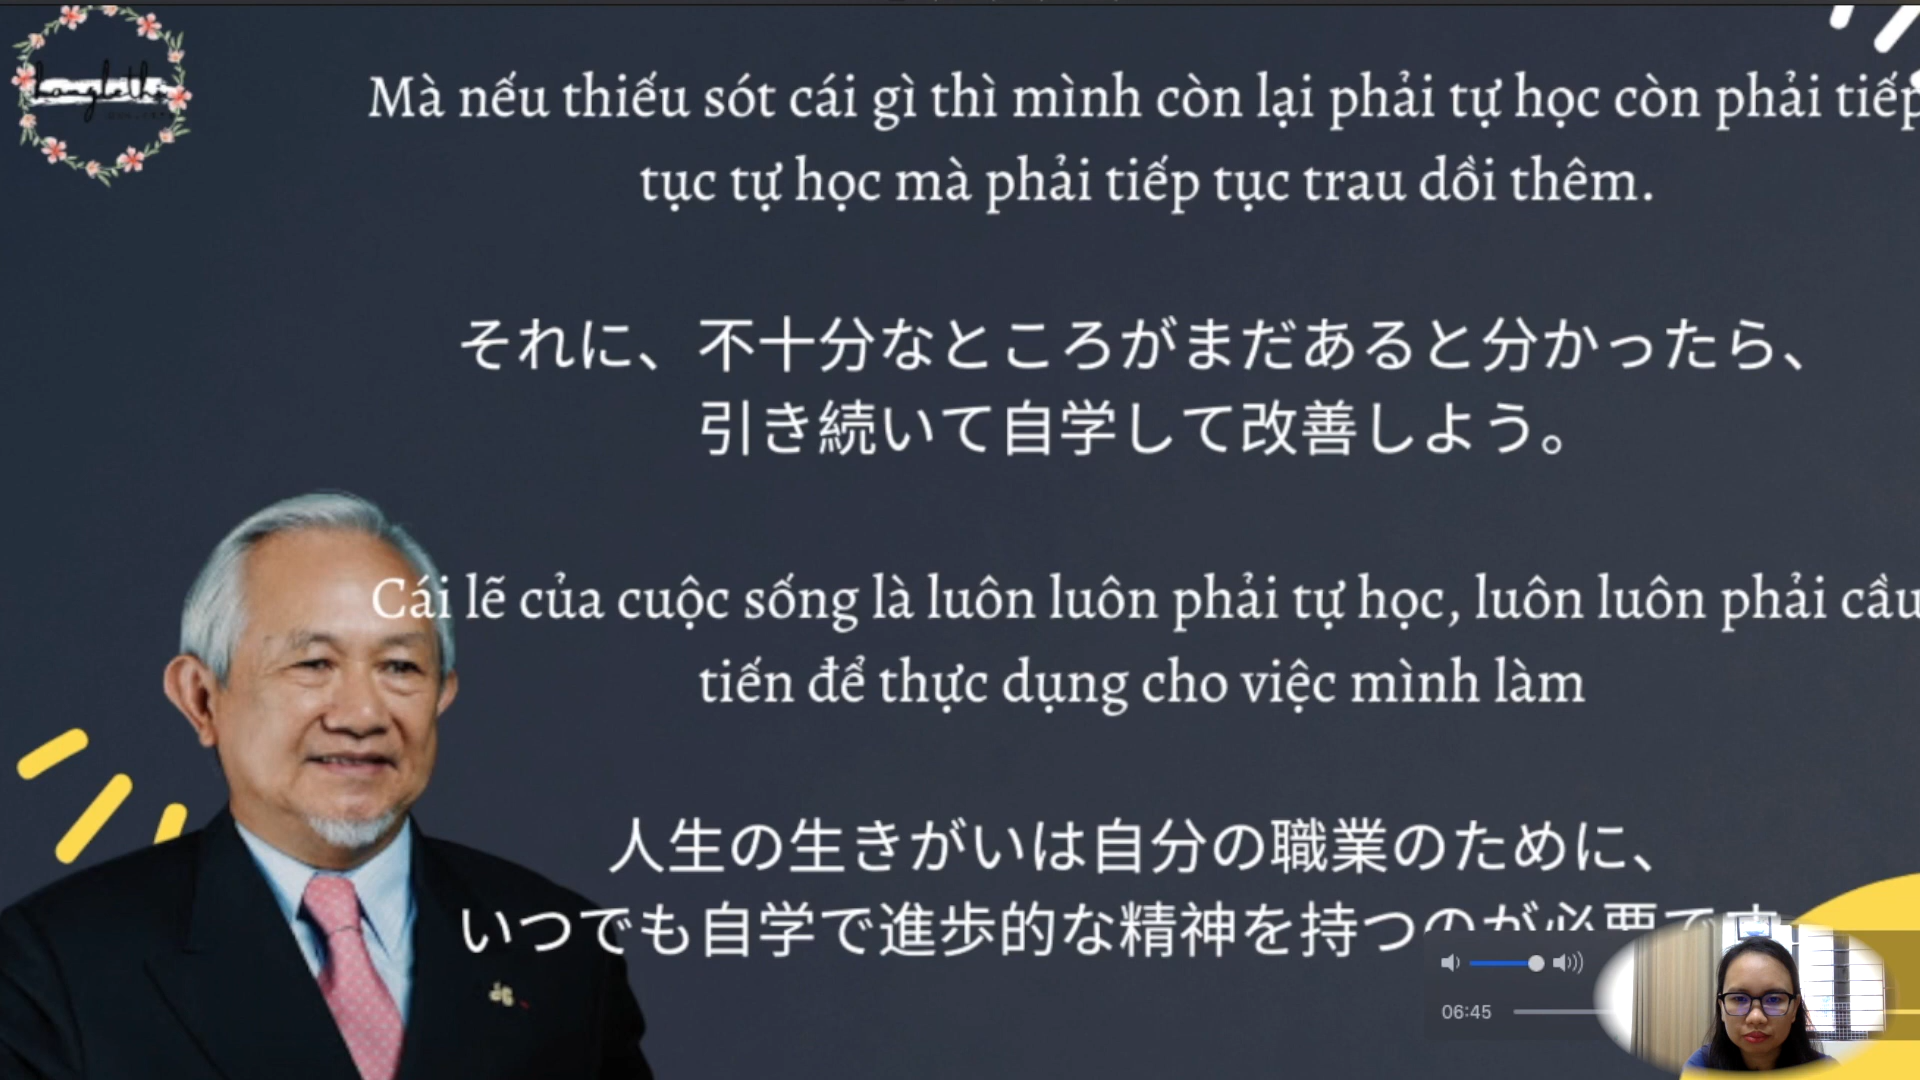 Mà nếu thiếu sót cái gì thì mình còn lại phải tự học còn phải tiếp
tục tự học mà phải tiếp tục trau dồi thêm.
それに、不十分なところがまだあると分かったら、
引き続いて自学して改善しよう。
Cái lẽ của cuộc sống là luôn luôn phải tự học, luôn luôn phải cầu
tiến để thực dụng cho việc mình làm
人生の生きがいは自分の職業のために、
いつでも自学で進歩的な精神を持つのが必要です
06:45